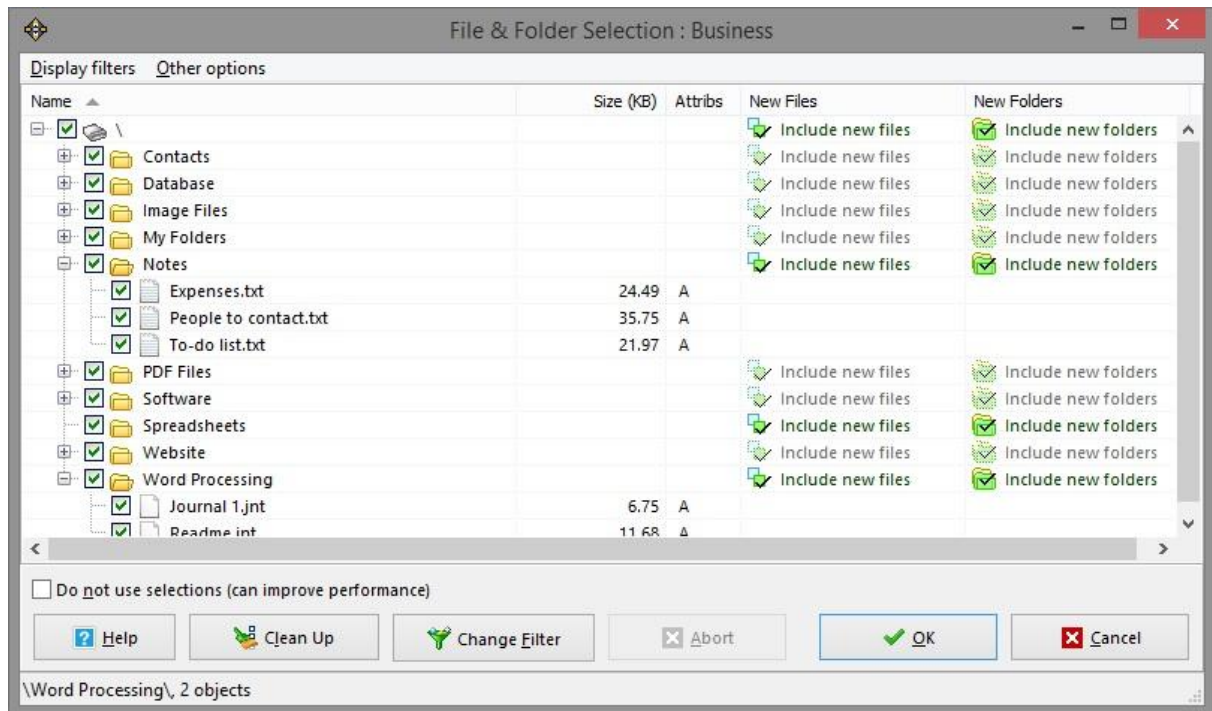 File & Folder Selection : Business
Display filters Other options
Name Size (KB) Attribs New Files New Folders
\ Include new files Include new folders
Contacts Include new files Include new folders
Database Include new files Include new folders
Image Files Include new files Include new folders
My Folders Include new files Include new folders
Notes Include new files Include new folders
Expenses.txt 24.49 A
People to contact.txt 35.75 A
To-do list.txt 21.97 A
PDF Files Include new files Include new folders
Software Include new files Include new folders
Spreadsheets Include new files Include new folders
Website Include new files Include new folders
Word Processing Include new files Include new folders
Journal 1.jnt 6.75 A
Readme.jnt 11.68 A
Do not use selections (can improve performance)
Help Clean Up Change Filter Abort OK Cancel
\Word Processing\, 2 objects